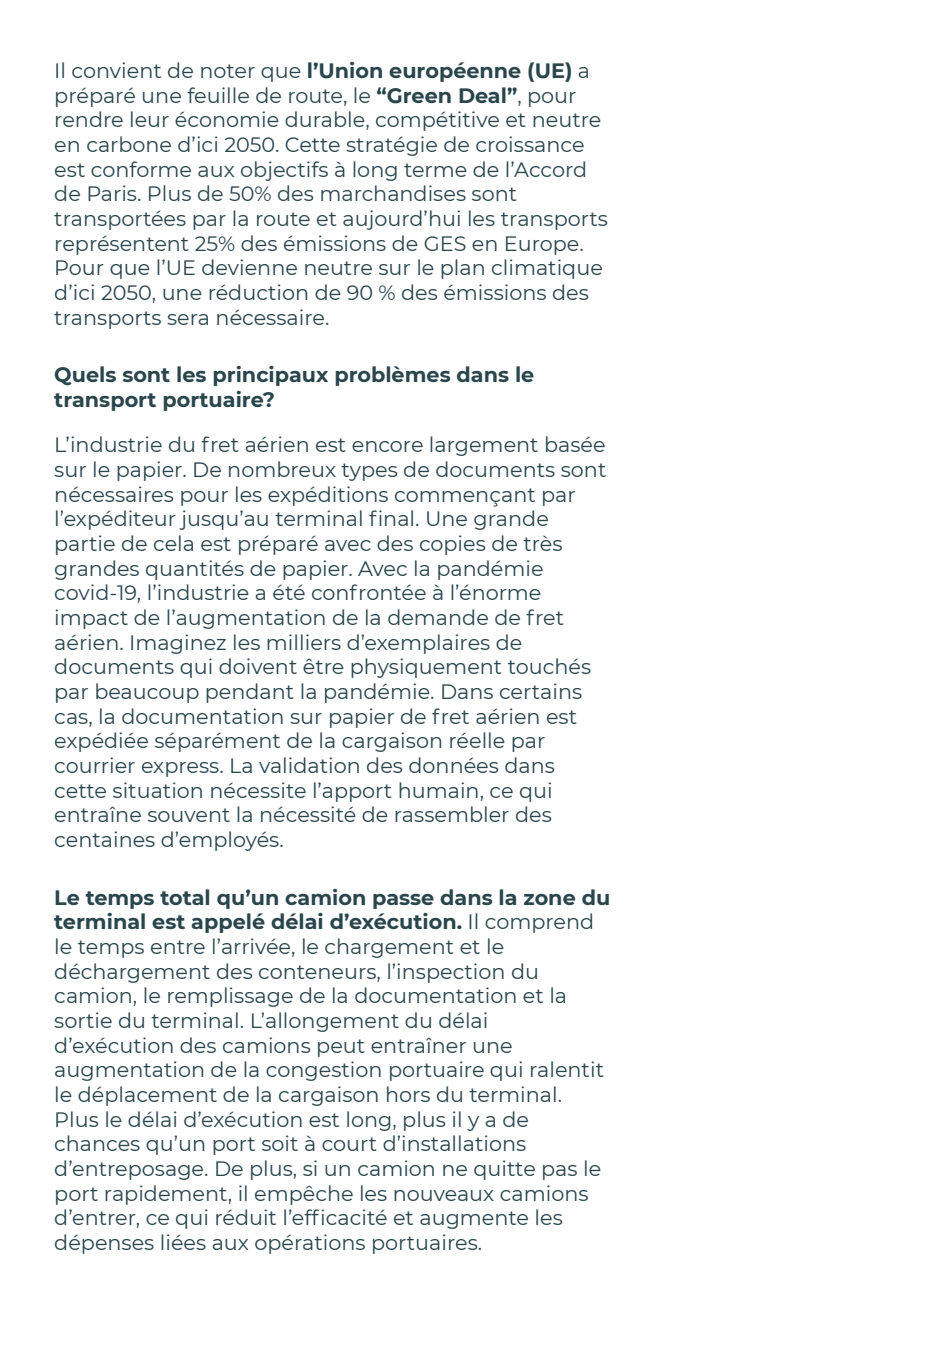 Il convient de noter que l’Union européenne (UE) a
préparé une feuille de route, le “Green Deal”, pour
rendre leur économie durable, compétitive et neutre
en carbone d’ici 2050. Cette stratégie de croissance
est conforme aux objectifs à long terme de l’Accord
de Paris. Plus de 50% des marchandises sont
transportées par la route et aujourd’hui les transports
représentent 25% des émissions de GES en Europe.
Pour que l’UE devienne neutre sur le plan climatique
d’ici 2050, une réduction de 90 % des émissions des
transports sera nécessaire.
Quels sont les principaux problèmes dans le
transport portuaire?
L’industrie du fret aérien est encore largement basée
sur le papier. De nombreux types de documents sont
nécessaires pour les expéditions commençant par
l’expéditeur jusqu’au terminal final. Une grande
partie de cela est préparé avec des copies de très
grandes quantités de papier. Avec la pandémie
covid-19, l’industrie a été confrontée à l’énorme
impact de l’augmentation de la demande de fret
aérien. Imaginez les milliers d’exemplaires de
documents qui doivent être physiquement touchés
par beaucoup pendant la pandémie. Dans certains
cas, la documentation sur papier de fret aérien est
expédiée séparément de la cargaison réelle par
courrier express. La validation des données dans
cette situation nécessite l’apport humain, ce qui
entraîne souvent la nécessité de rassembler des
centaines d’employés.
Le temps total qu’un camion passe dans la zone du
terminal est appelé délai d’exécution. Il comprend
le temps entre l’arrivée, le chargement et le
déchargement des conteneurs, l’inspection du
camion, le remplissage de la documentation et la
sortie du terminal. L’allongement du délai
d’exécution des camions peut entraîner une
augmentation de la congestion portuaire qui ralentit
le déplacement de la cargaison hors du terminal.
Plus le délai d’exécution est long, plus il y a de
chances qu’un port soit à court d’installations
d’entreposage. De plus, si un camion ne quitte pas le
port rapidement, il empêche les nouveaux camions
d’entrer, ce qui réduit l’efficacité et augmente les
dépenses liées aux opérations portuaires.